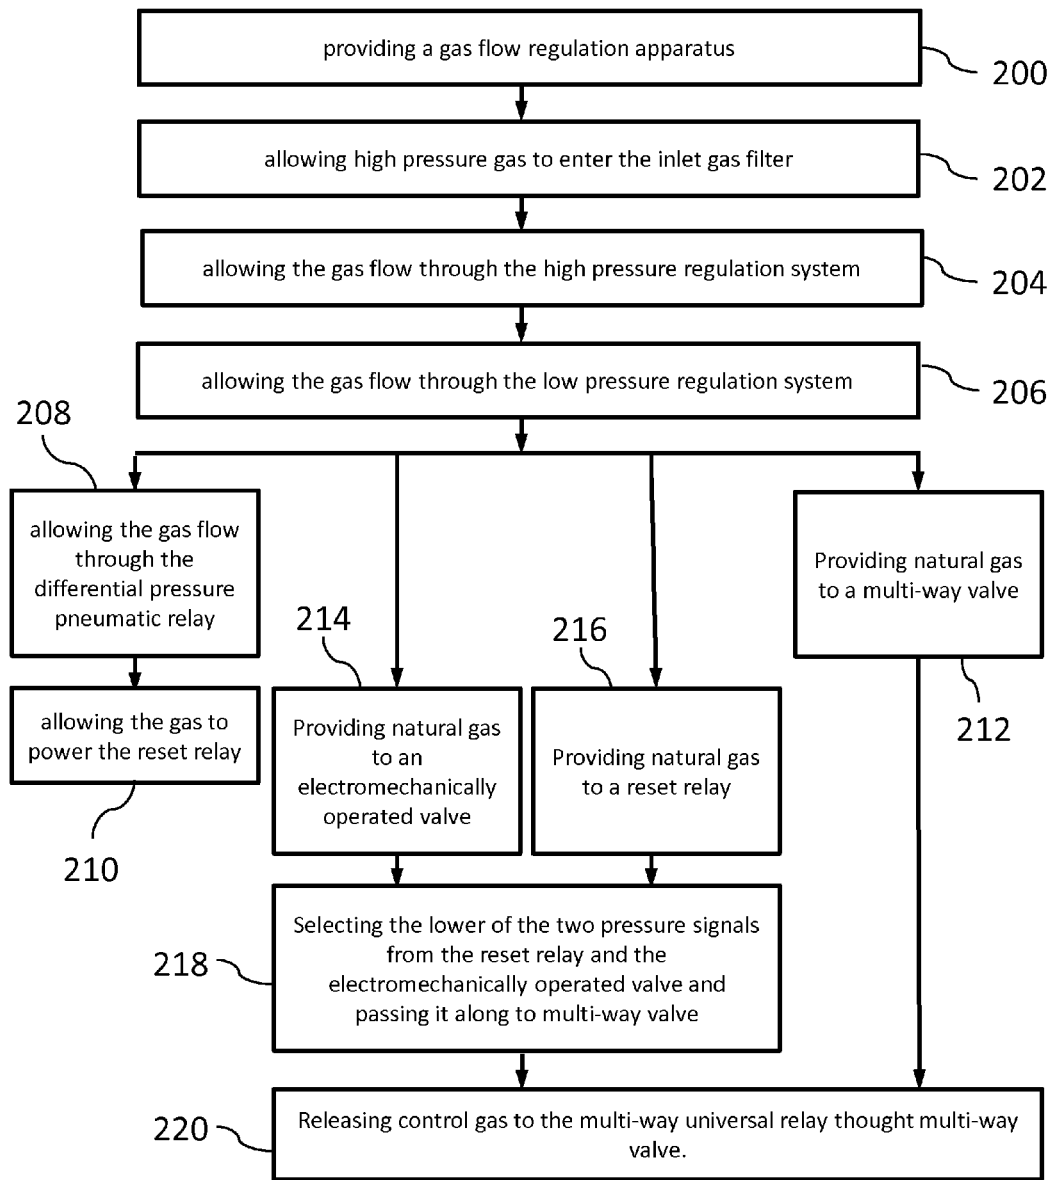 providing a gas flow regulation apparatus
200
allowing high pressure gas to enter the inlet gas filter
202
allowing the gas flow through the high pressure regulation system
204
allowing the gas flow through the low pressure regulation system
206
208
allowing the gas flow
through the
differential pressure
pneumatic relay
Providing natural gas
to a multi-way valve
212
allowing the gas to
power the reset relay
210
214
Providing natural gas
to an
electromechanically
operated valve
216
Providing natural gas
to a reset relay
218
Selecting the lower of the two pressure signals
from the reset relay and the
electromechanically operated valve and
passing it along to multi-way valve
220
Releasing control gas to the multi-way universal relay thought multi-way
valve.